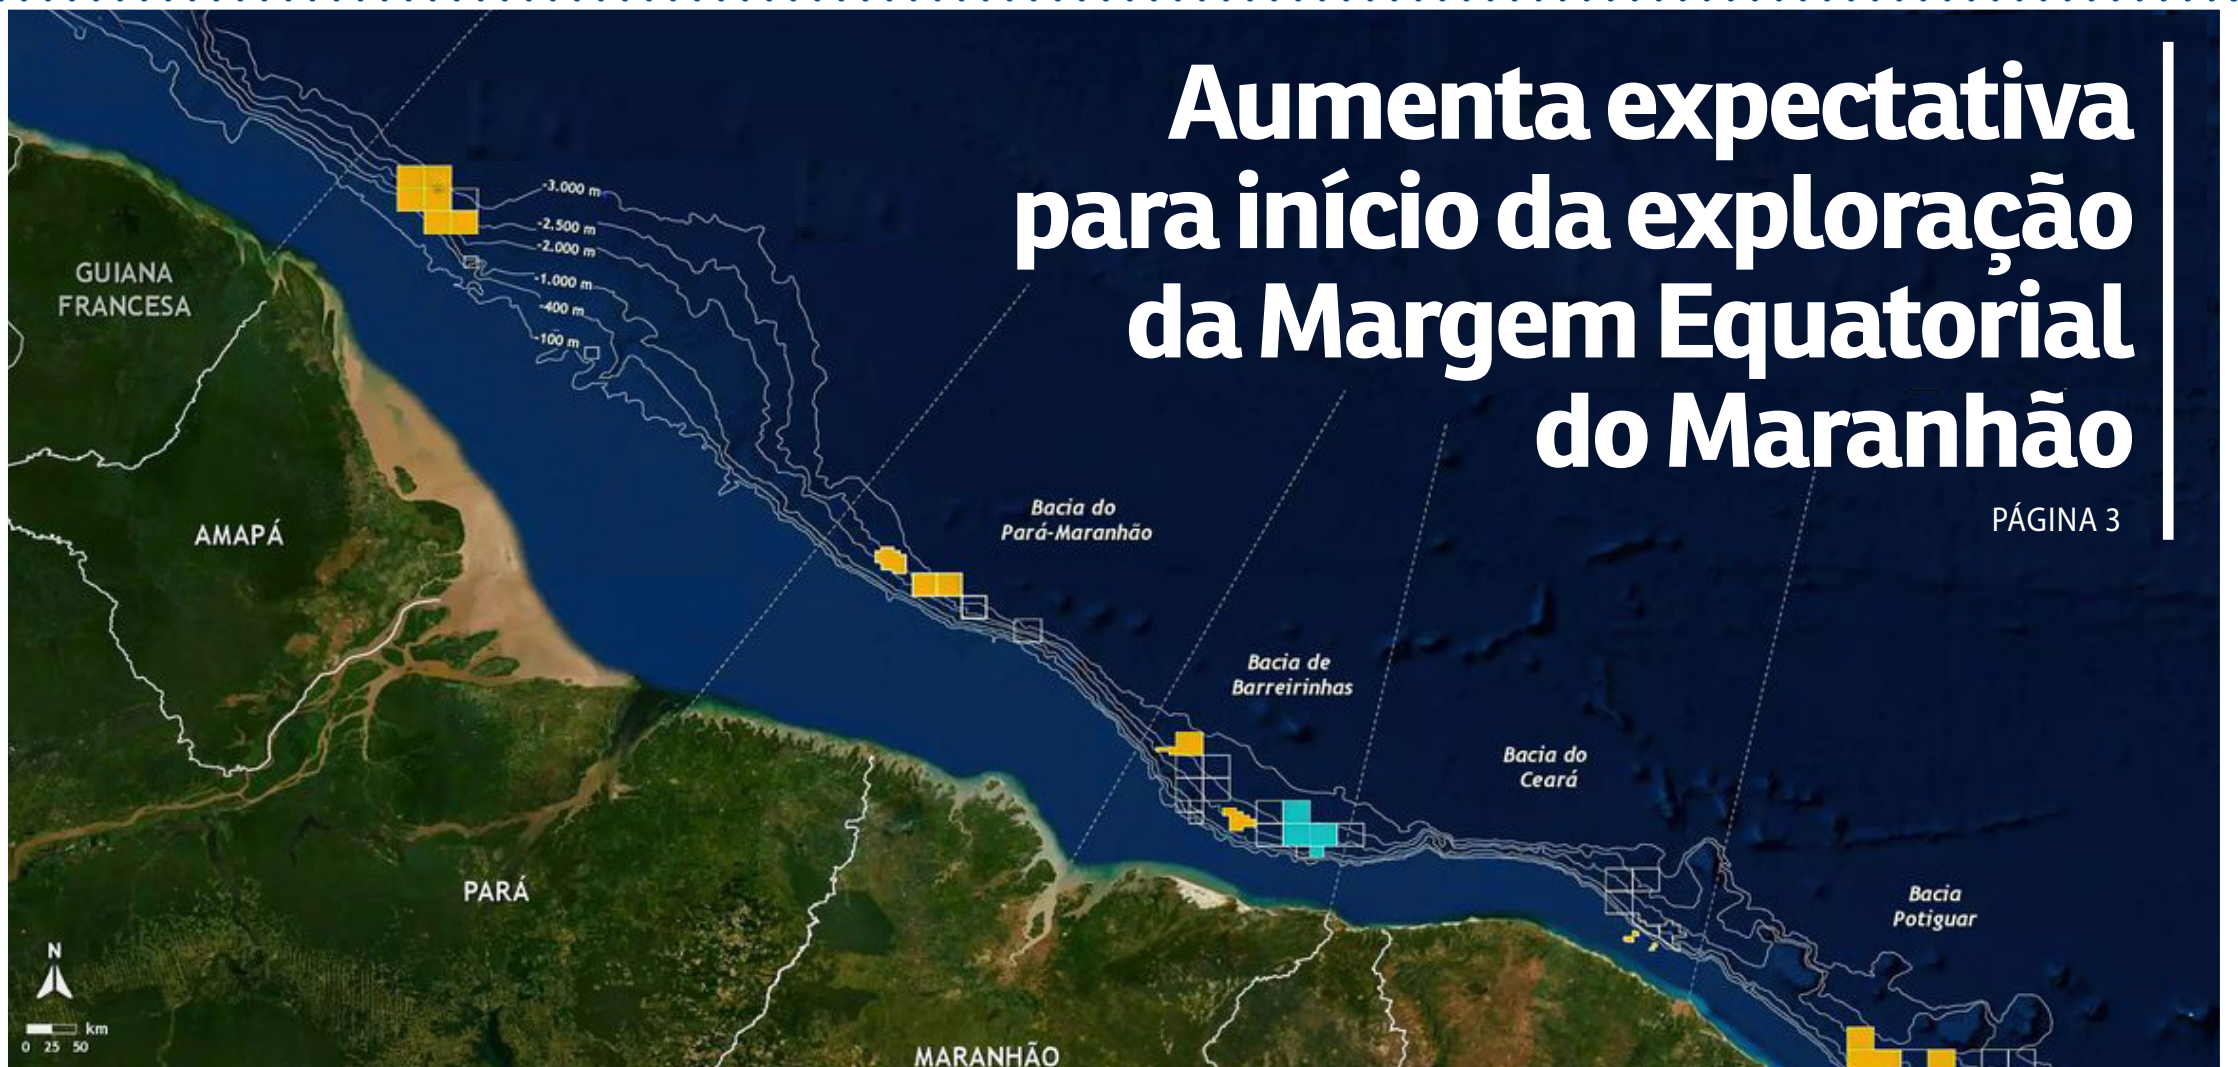 Aumenta expectativa
para início da exploração
da Margem Equatorial
do Maranhão
PÁGINA 3
-3.000 m
-2.500 m
-2.000 m
-1.000 m
-400 m
-100 m
GUIANA
FRANCESA
AMAPÁ
Bacia do
Pará-Maranhão
Bacia de
Barreirinhas
Bacia do
Ceará
Bacia
Potiguar
PARÁ
MARANHÃO
N
km
0 25 50